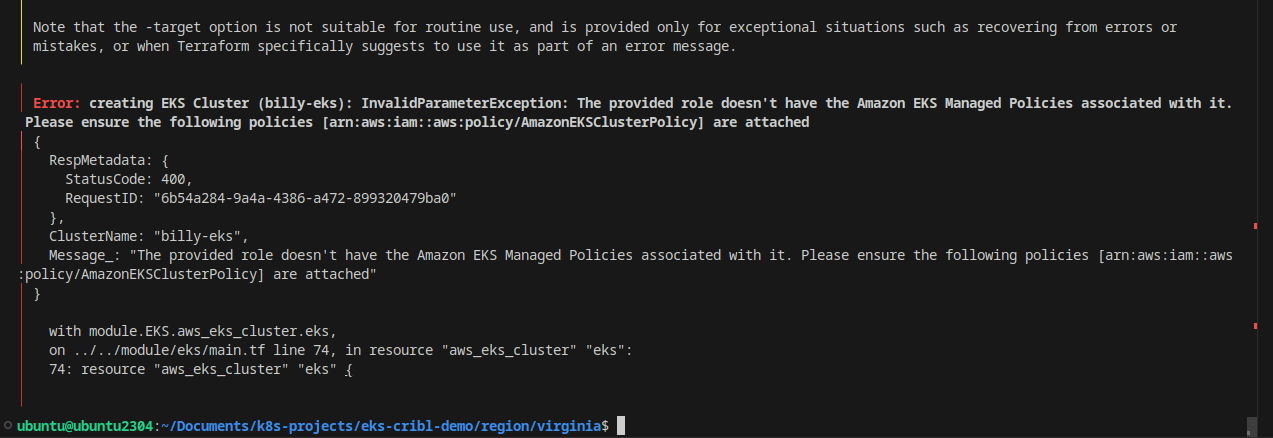 Note that the -target option is not suitable for routine use, and is provided only for exceptional situations such as recovering from errors or
mistakes, or when Terraform specifically suggests to use it as part of an error message.
Error: creating EKS Cluster (billy-eks): InvalidParameterException: The provided role doesn't have the Amazon EKS Managed Policies associated with it.
Please ensure the following policies [arn:aws:iam::aws:policy/AmazonEKSClusterPolicy] are attached
{
RespMetadata: {
StatusCode: 400,
RequestID: "6b54a284-9a4a-4386-a472-899320479ba0"
},
ClusterName: "billy-eks",
Message_: "The provided role doesn't have the Amazon EKS Managed Policies associated with it. Please ensure the following policies [arn:aws:iam::aws
:policy/AmazonEKSClusterPolicy] are attached"
}
with module.EKS.aws_eks_cluster.eks,
on ../../module/eks/main.tf line 74, in resource "aws_eks_cluster" "eks":
74: resource "aws_eks_cluster" "eks" {
ubuntu@ubuntu2304:~/Documents/k8s-projects/eks-cribl-demo/region/virginia$